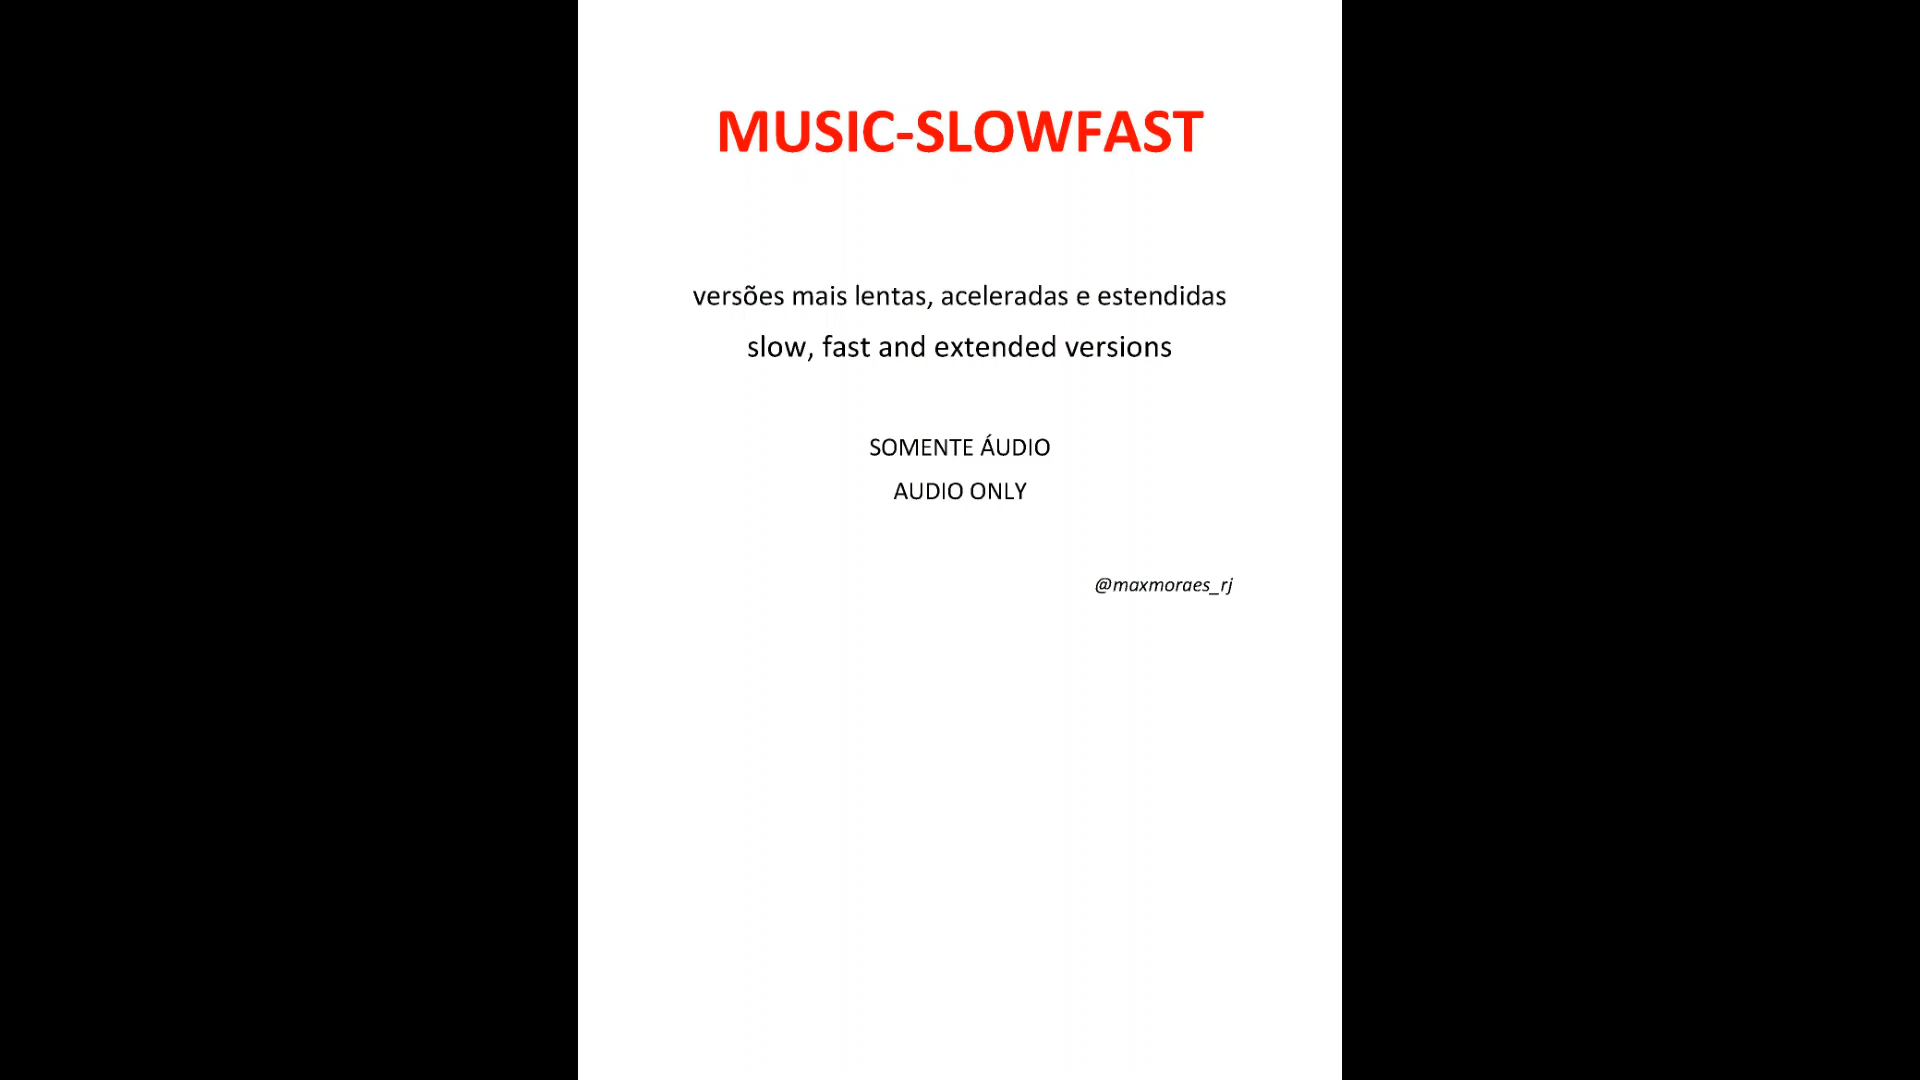 MUSIC-SLOWFAST
versões mais lentas, aceleradas e estendidas
slow, fast and extended versions
SOMENTE ÁUDIO
AUDIO ONLY
@maxmoraes_rj